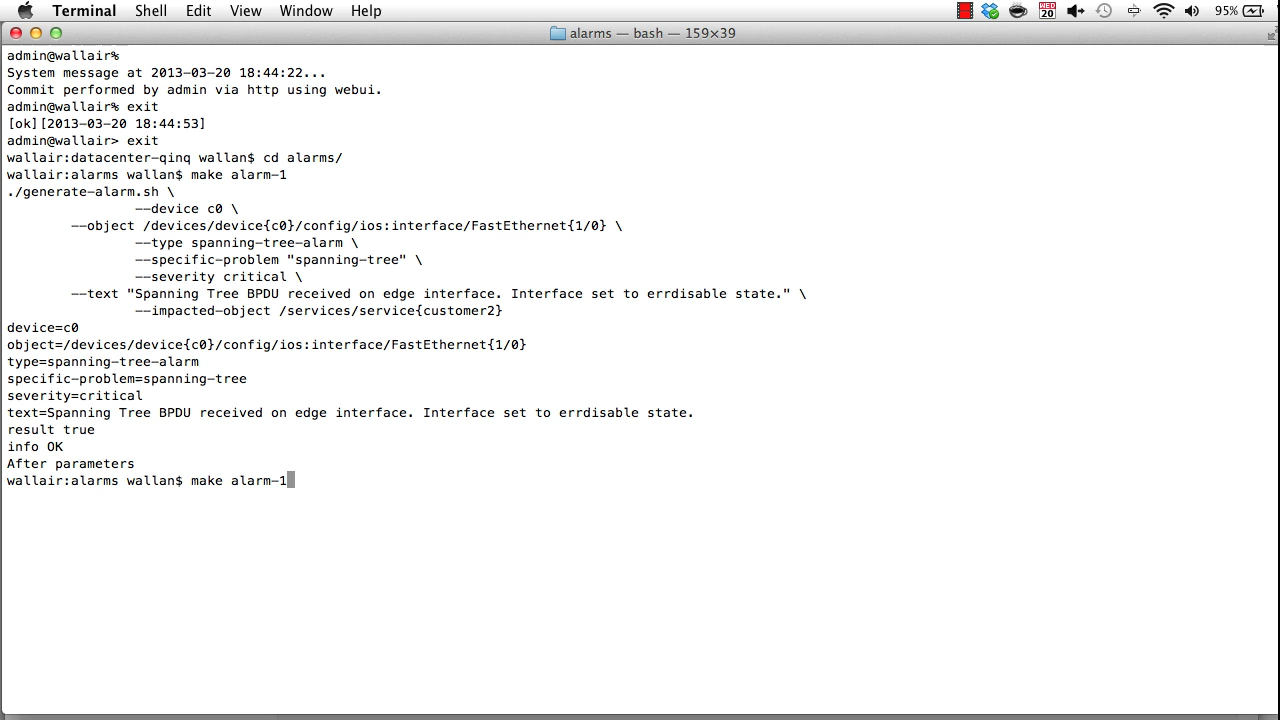 Terminal Shell Edit View Window Help WED 20 95%
alarms — bash — 159×39
admin@wallair%
System message at 2013-03-20 18:44:22...
Commit performed by admin via http using webui.
admin@wallair% exit
[ok][2013-03-20 18:44:53]
admin@wallair> exit
wallair:datacenter-qinq wallan$ cd alarms/
wallair:alarms wallan$ make alarm-1
./generate-alarm.sh \
--device c0 \
--object /devices/device{c0}/config/ios:interface/FastEthernet{1/0} \
--type spanning-tree-alarm \
--specific-problem "spanning-tree" \
--severity critical \
--text "Spanning Tree BPDU received on edge interface. Interface set to errdisable state." \
--impacted-object /services/service{customer2}
device=c0
object=/devices/device{c0}/config/ios:interface/FastEthernet{1/0}
type=spanning-tree-alarm
specific-problem=spanning-tree
severity=critical
text=Spanning Tree BPDU received on edge interface. Interface set to errdisable state.
result true
info OK
After parameters
wallair:alarms wallan$ make alarm-1